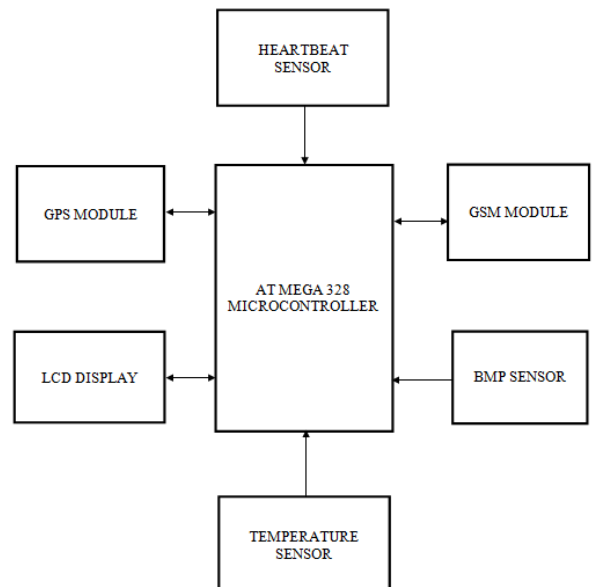 HEARTBEAT
SENSOR
GPS MODULE
GSM MODULE
AT MEGA 328
MICROCONTROLLER
LCD DISPLAY
BMP SENSOR
TEMPERATURE
SENSOR